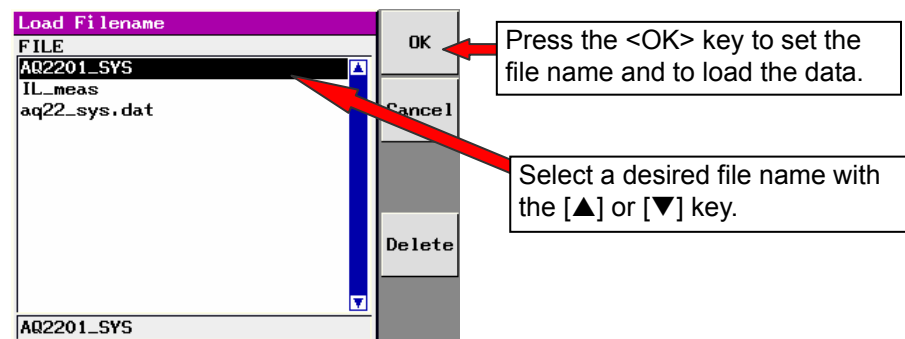 Load Filename
FILE
AQ2201_SYS
IL_meas
aq22_sys.dat
AQ2201_SYS
OK
Cancel
Delete
Press the <OK> key to set the
file name and to load the data.
Select a desired file name with
the [▲] or [▼] key.